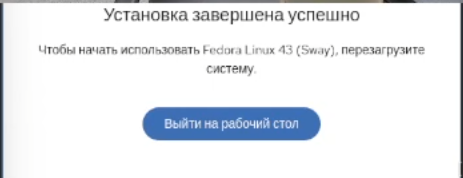 Установка завершена успешно
Чтобы начать использовать Fedora Linux 43 (Sway), перезагрузите
систему.
Выйти на рабочий стол